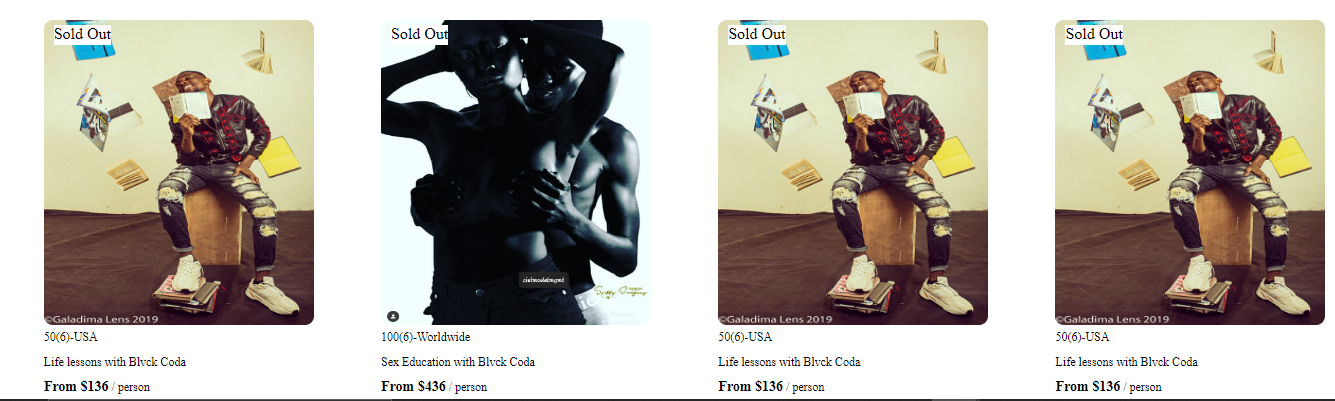 Sold Out
©Galadima Lens 2019
50(6)-USA
Life lessons with Blvck Coda
From $136 / person
Sold Out
100(6)-Worldwide
Sex Education with Blvck Coda
From $436 / person
Sold Out
©Galadima Lens 2019
50(6)-USA
Life lessons with Blvck Coda
From $136 / person
Sold Out
©Galadima Lens 2019
50(6)-USA
Life lessons with Blvck Coda
From $136 / person